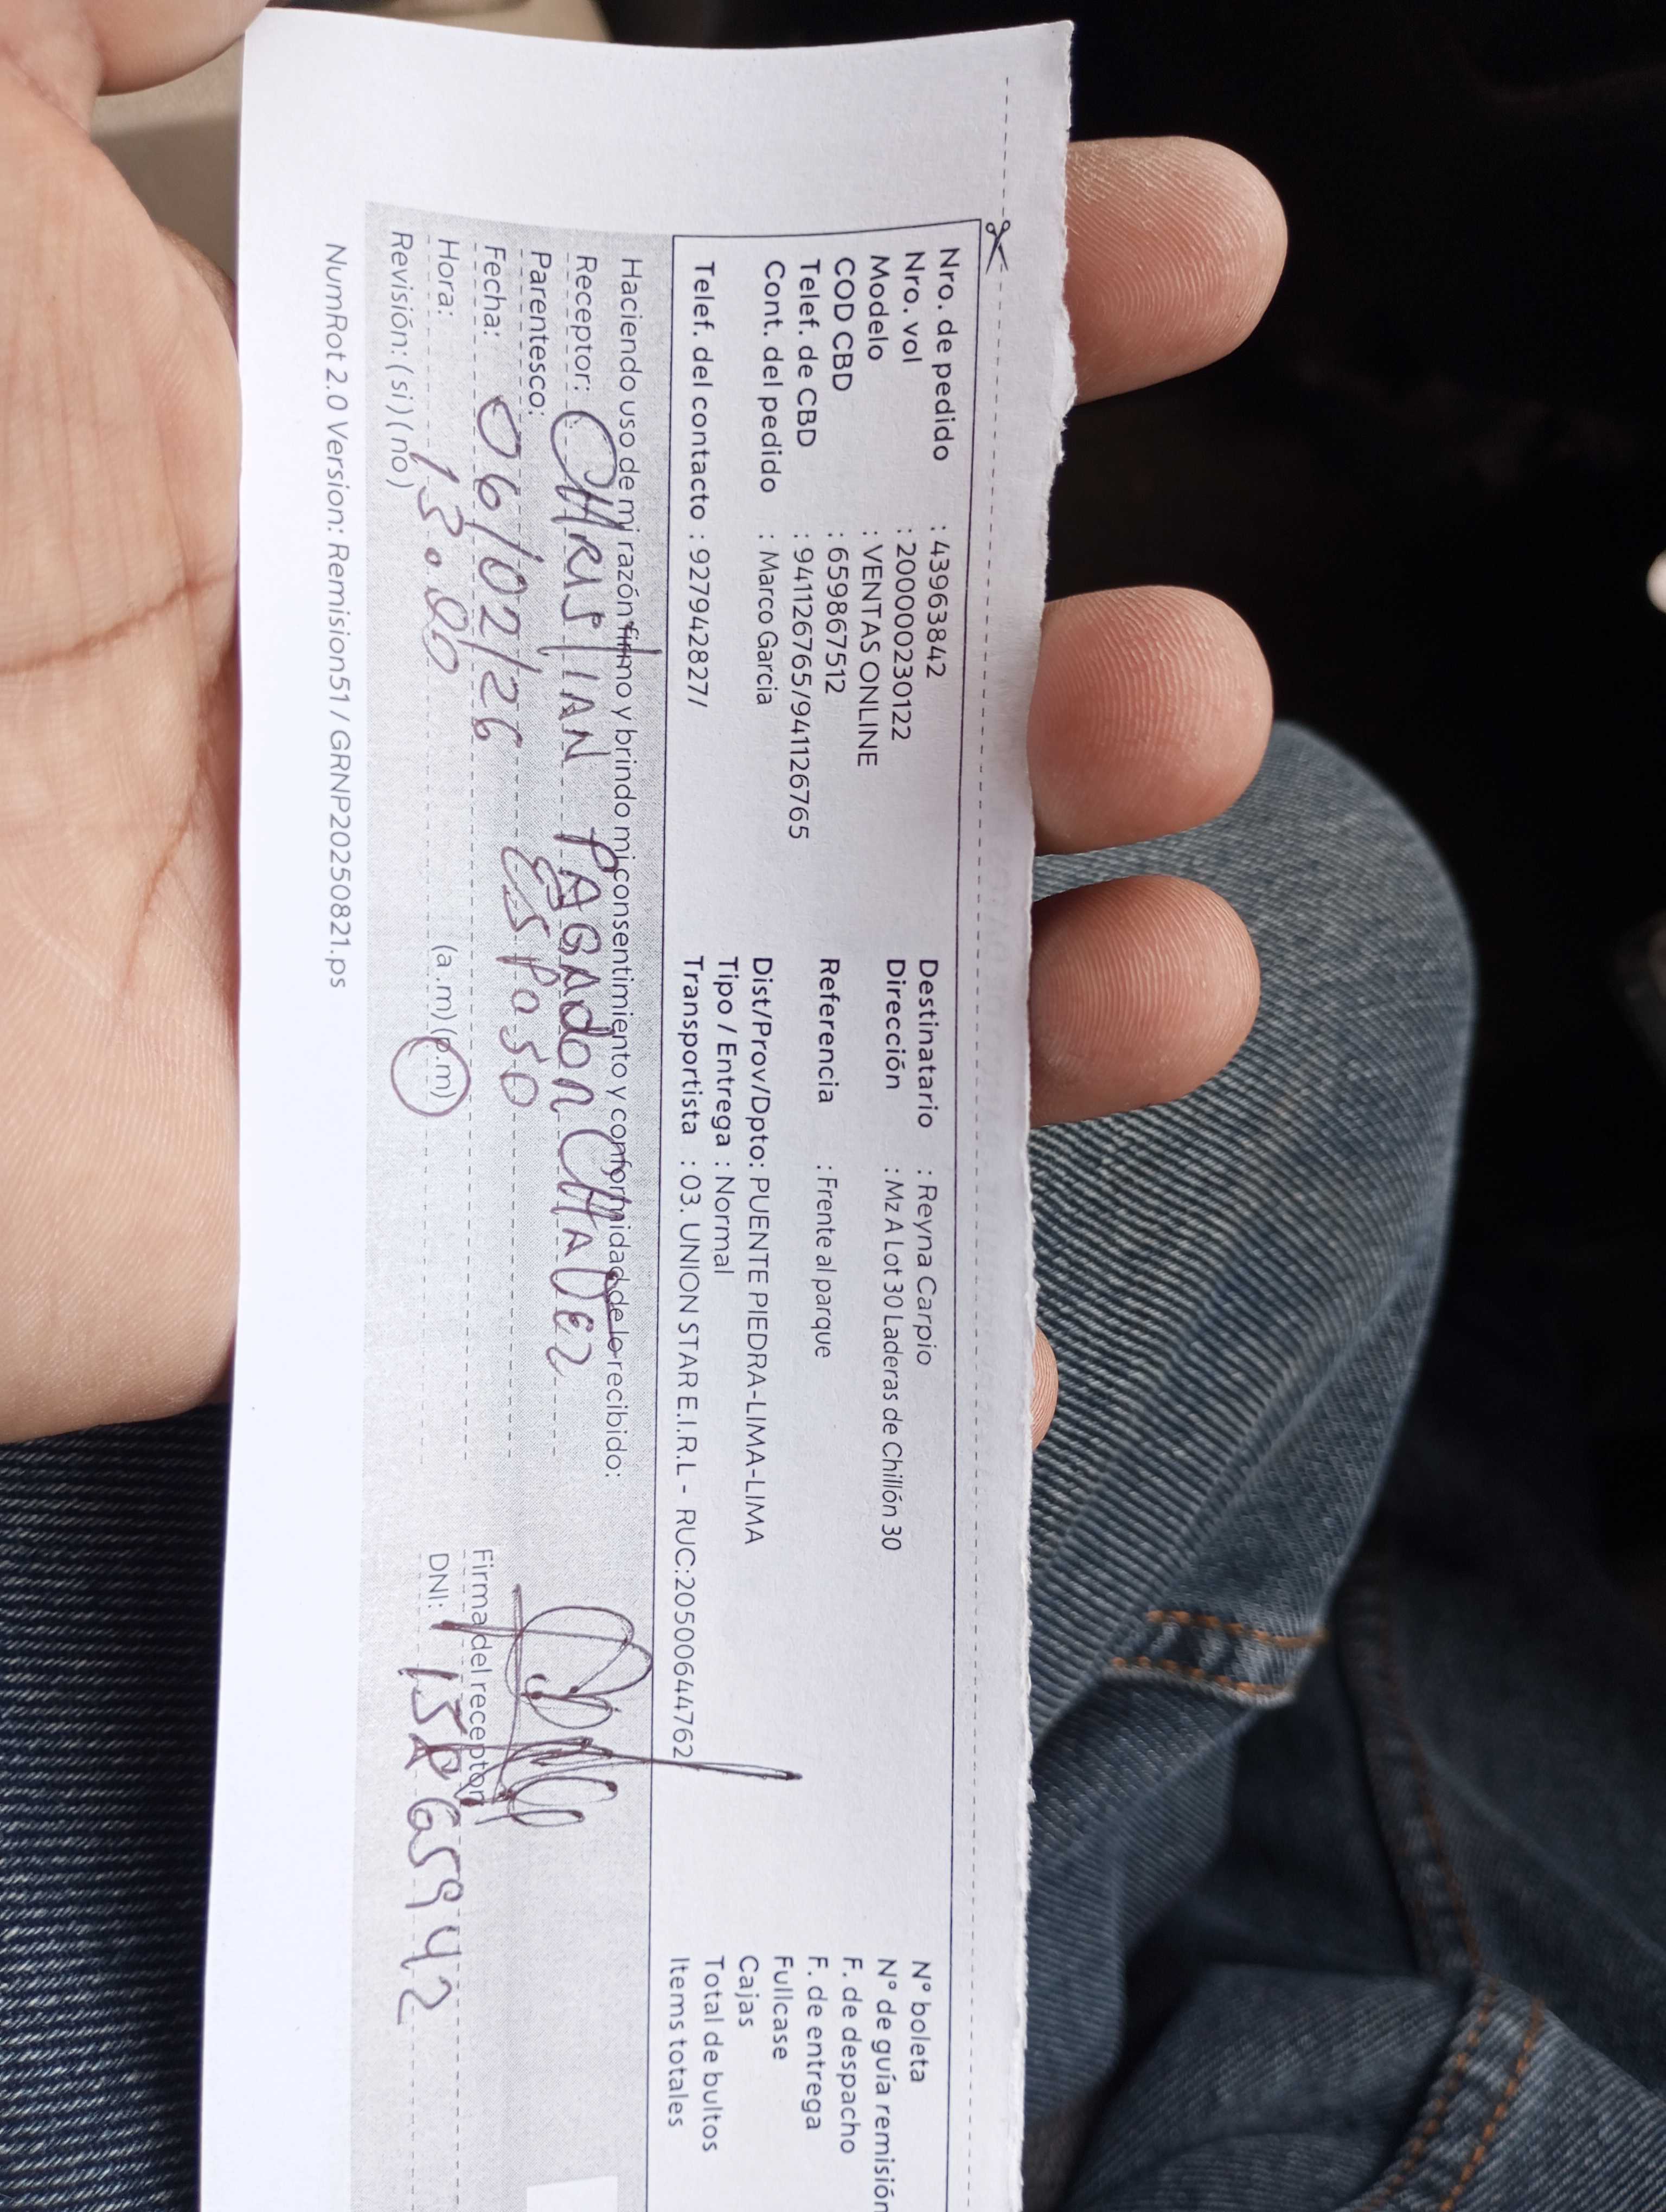 Nro. de pedido : 43963842
Nro. vol : 200000230122
Modelo : VENTAS ONLINE
COD CBD : 659867512
Telef. de CBD : 941126765/941126765
Cont. del pedido : Marco Garcia
Telef. del contacto : 927942827/
Destinatario : Reyna Carpio
Dirección : Mz A Lot 30 Laderas de Chillón 30
Referencia : Frente al parque
Dist/Prov/Dpto: PUENTE PIEDRA-LIMA-LIMA
Tipo / Entrega : Normal
Transportista : 03. UNION STAR E.I.R.L - RUC:20500644762
N° boleta
N° de guía remisión
F. de despacho
F. de entrega
Fullcase
Cajas
Total de bultos
Items totales
Haciendo uso de mi razón firmo y brindo mi consentimiento y conformidad de lo recibido:
Receptor: CHRISTIAN PAGADOR CHAVEZ
Parentesco: ESPOSO
Fecha: 06/02/26
Hora: 13:00 (a.m) (p.m)
Revisión: ( si ) ( no )
Firma del receptor
DNI:
NumRot 2.0 Version: Remision51 / GRNP20250821.ps